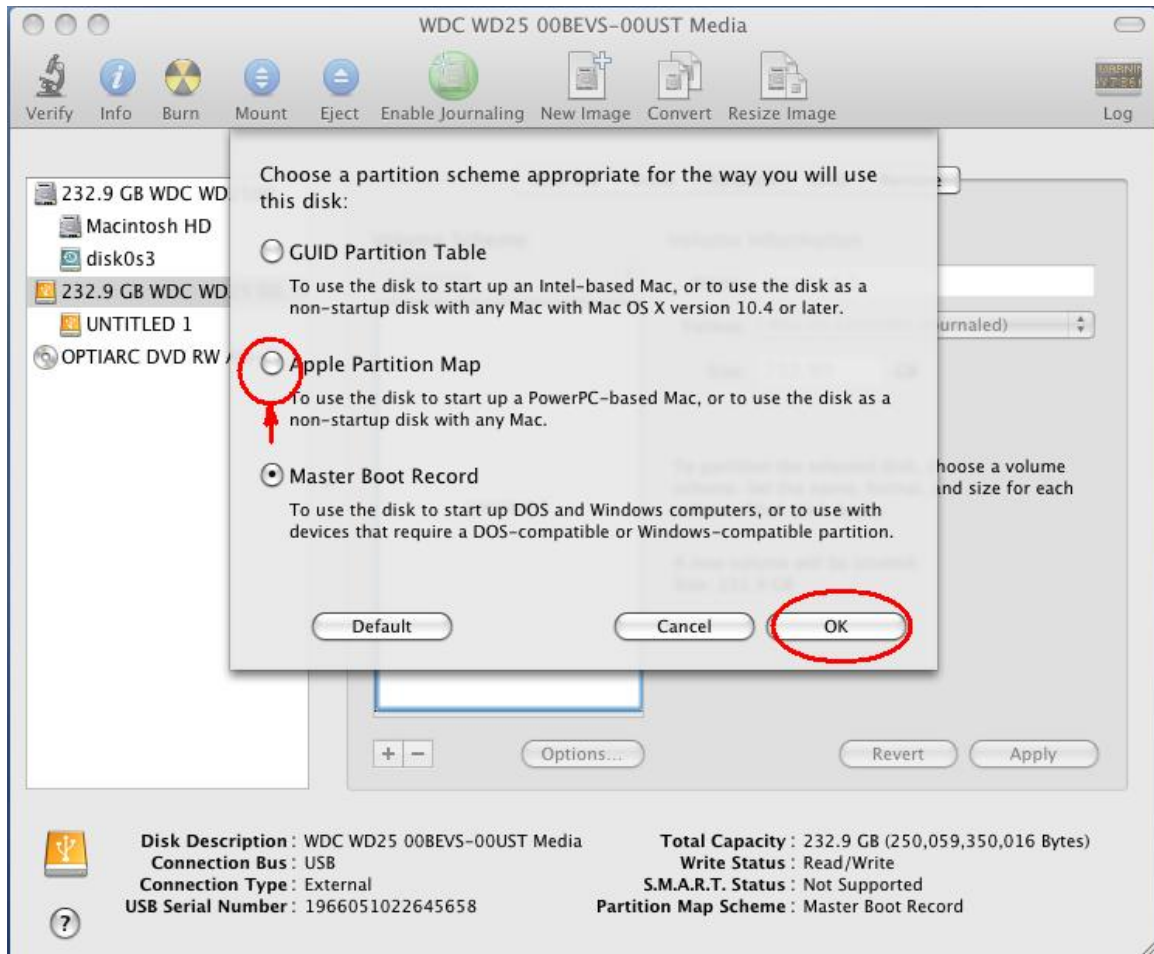 WDC WD25 00BEVS-00UST Media
Verify Info Burn Mount Eject Enable Journaling New Image Convert Resize Image Log
Choose a partition scheme appropriate for the way you will use
this disk:
232.9 GB WDC WD
Macintosh HD
disk0s3
232.9 GB WDC WD
UNTITLED 1
OPTIARC DVD RW
GUID Partition Table
To use the disk to start up an Intel-based Mac, or to use the disk as a
non-startup disk with any Mac with Mac OS X version 10.4 or later.
Apple Partition Map
To use the disk to start up a PowerPC-based Mac, or to use the disk as a
non-startup disk with any Mac.
Master Boot Record
To use the disk to start up DOS and Windows computers, or to use with
devices that require a DOS-compatible or Windows-compatible partition.
choose a volume
and size for each
Default Cancel OK
+ - Options... Revert Apply
Disk Description : WDC WD25 00BEVS-00UST Media
Connection Bus : USB
Connection Type : External
USB Serial Number : 1966051022645658
Total Capacity : 232.9 GB (250,059,350,016 Bytes)
Write Status : Read/Write
S.M.A.R.T. Status : Not Supported
Partition Map Scheme : Master Boot Record
?